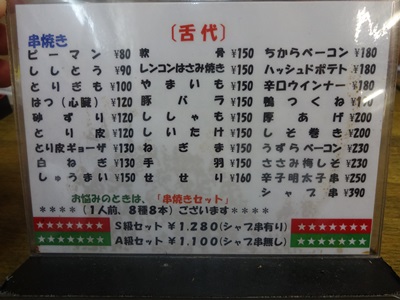 〔舌代〕
串焼き
ピーマン ¥80 軟骨 ¥150 ちからベーコン ¥180
ししとう ¥90 レンコンはさみ焼き ¥150 ハッシュドポテト ¥180
とりぎも ¥100 やまいも ¥150 辛口ウインナー ¥180
はつ(心臓) ¥120 豚バラ ¥150 鴨つくね ¥180
砂ずり ¥120 ししゃも ¥150 厚あげ ¥200
とり皮 ¥120 しいたけ ¥150 しそ巻き ¥200
とり皮ギョーザ ¥130 ねぎま ¥150 うずらベーコン ¥200
白ねぎ ¥130 手羽 ¥150 ささみ梅しそ ¥230
しゅうまい ¥150 せせり ¥160 辛子明太子串 ¥250
シャブ串 ¥390
お悩みのときは、「串焼きセット」
****(1人前、8種8本)ございます****
★★★★★★★ S級セット ¥1,280(シャブ串有り) ★★★★★★★
★★★★★★★ A級セット ¥1,100(シャブ串無し) ★★★★★★★